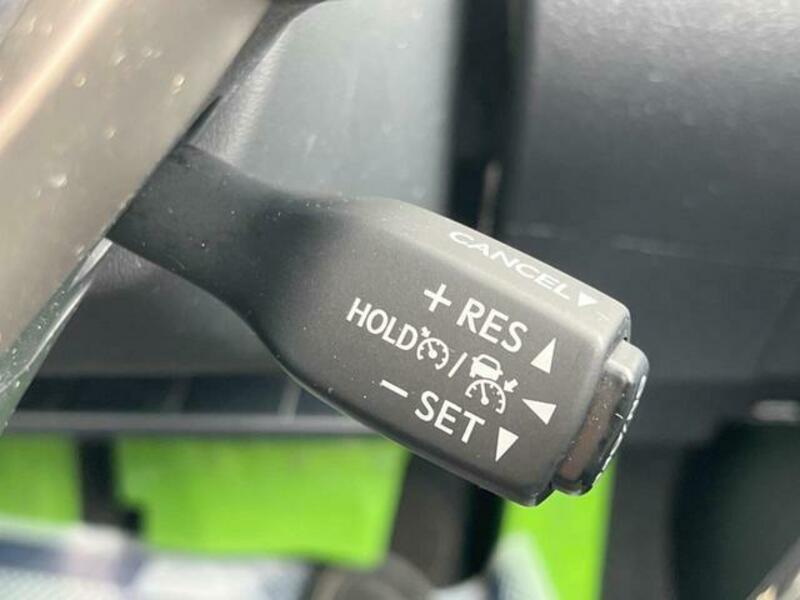 CANCEL▼
+ RES ▲
HOLD / ◀
− SET ▼